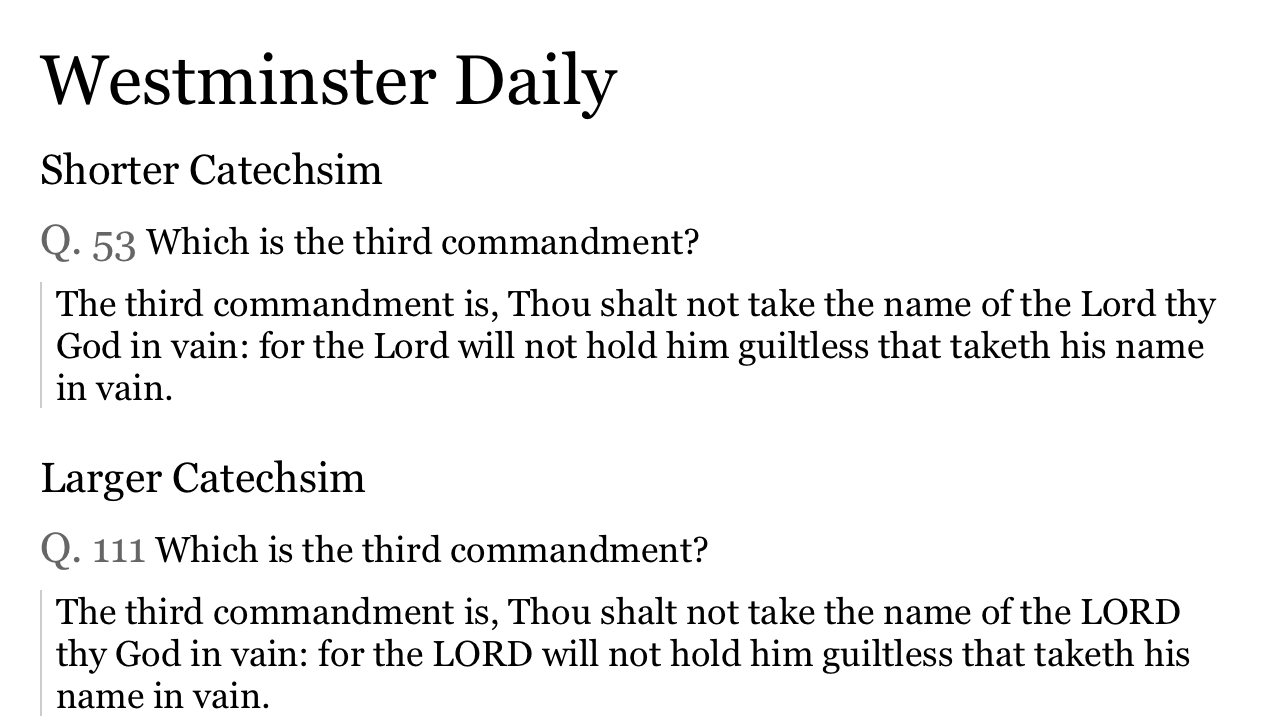 Westminster Daily
Shorter Catechsim
Q. 53 Which is the third commandment?
The third commandment is, Thou shalt not take the name of the Lord thy
God in vain: for the Lord will not hold him guiltless that taketh his name
in vain.
Larger Catechsim
Q. 111 Which is the third commandment?
The third commandment is, Thou shalt not take the name of the LORD
thy God in vain: for the LORD will not hold him guiltless that taketh his
name in vain.